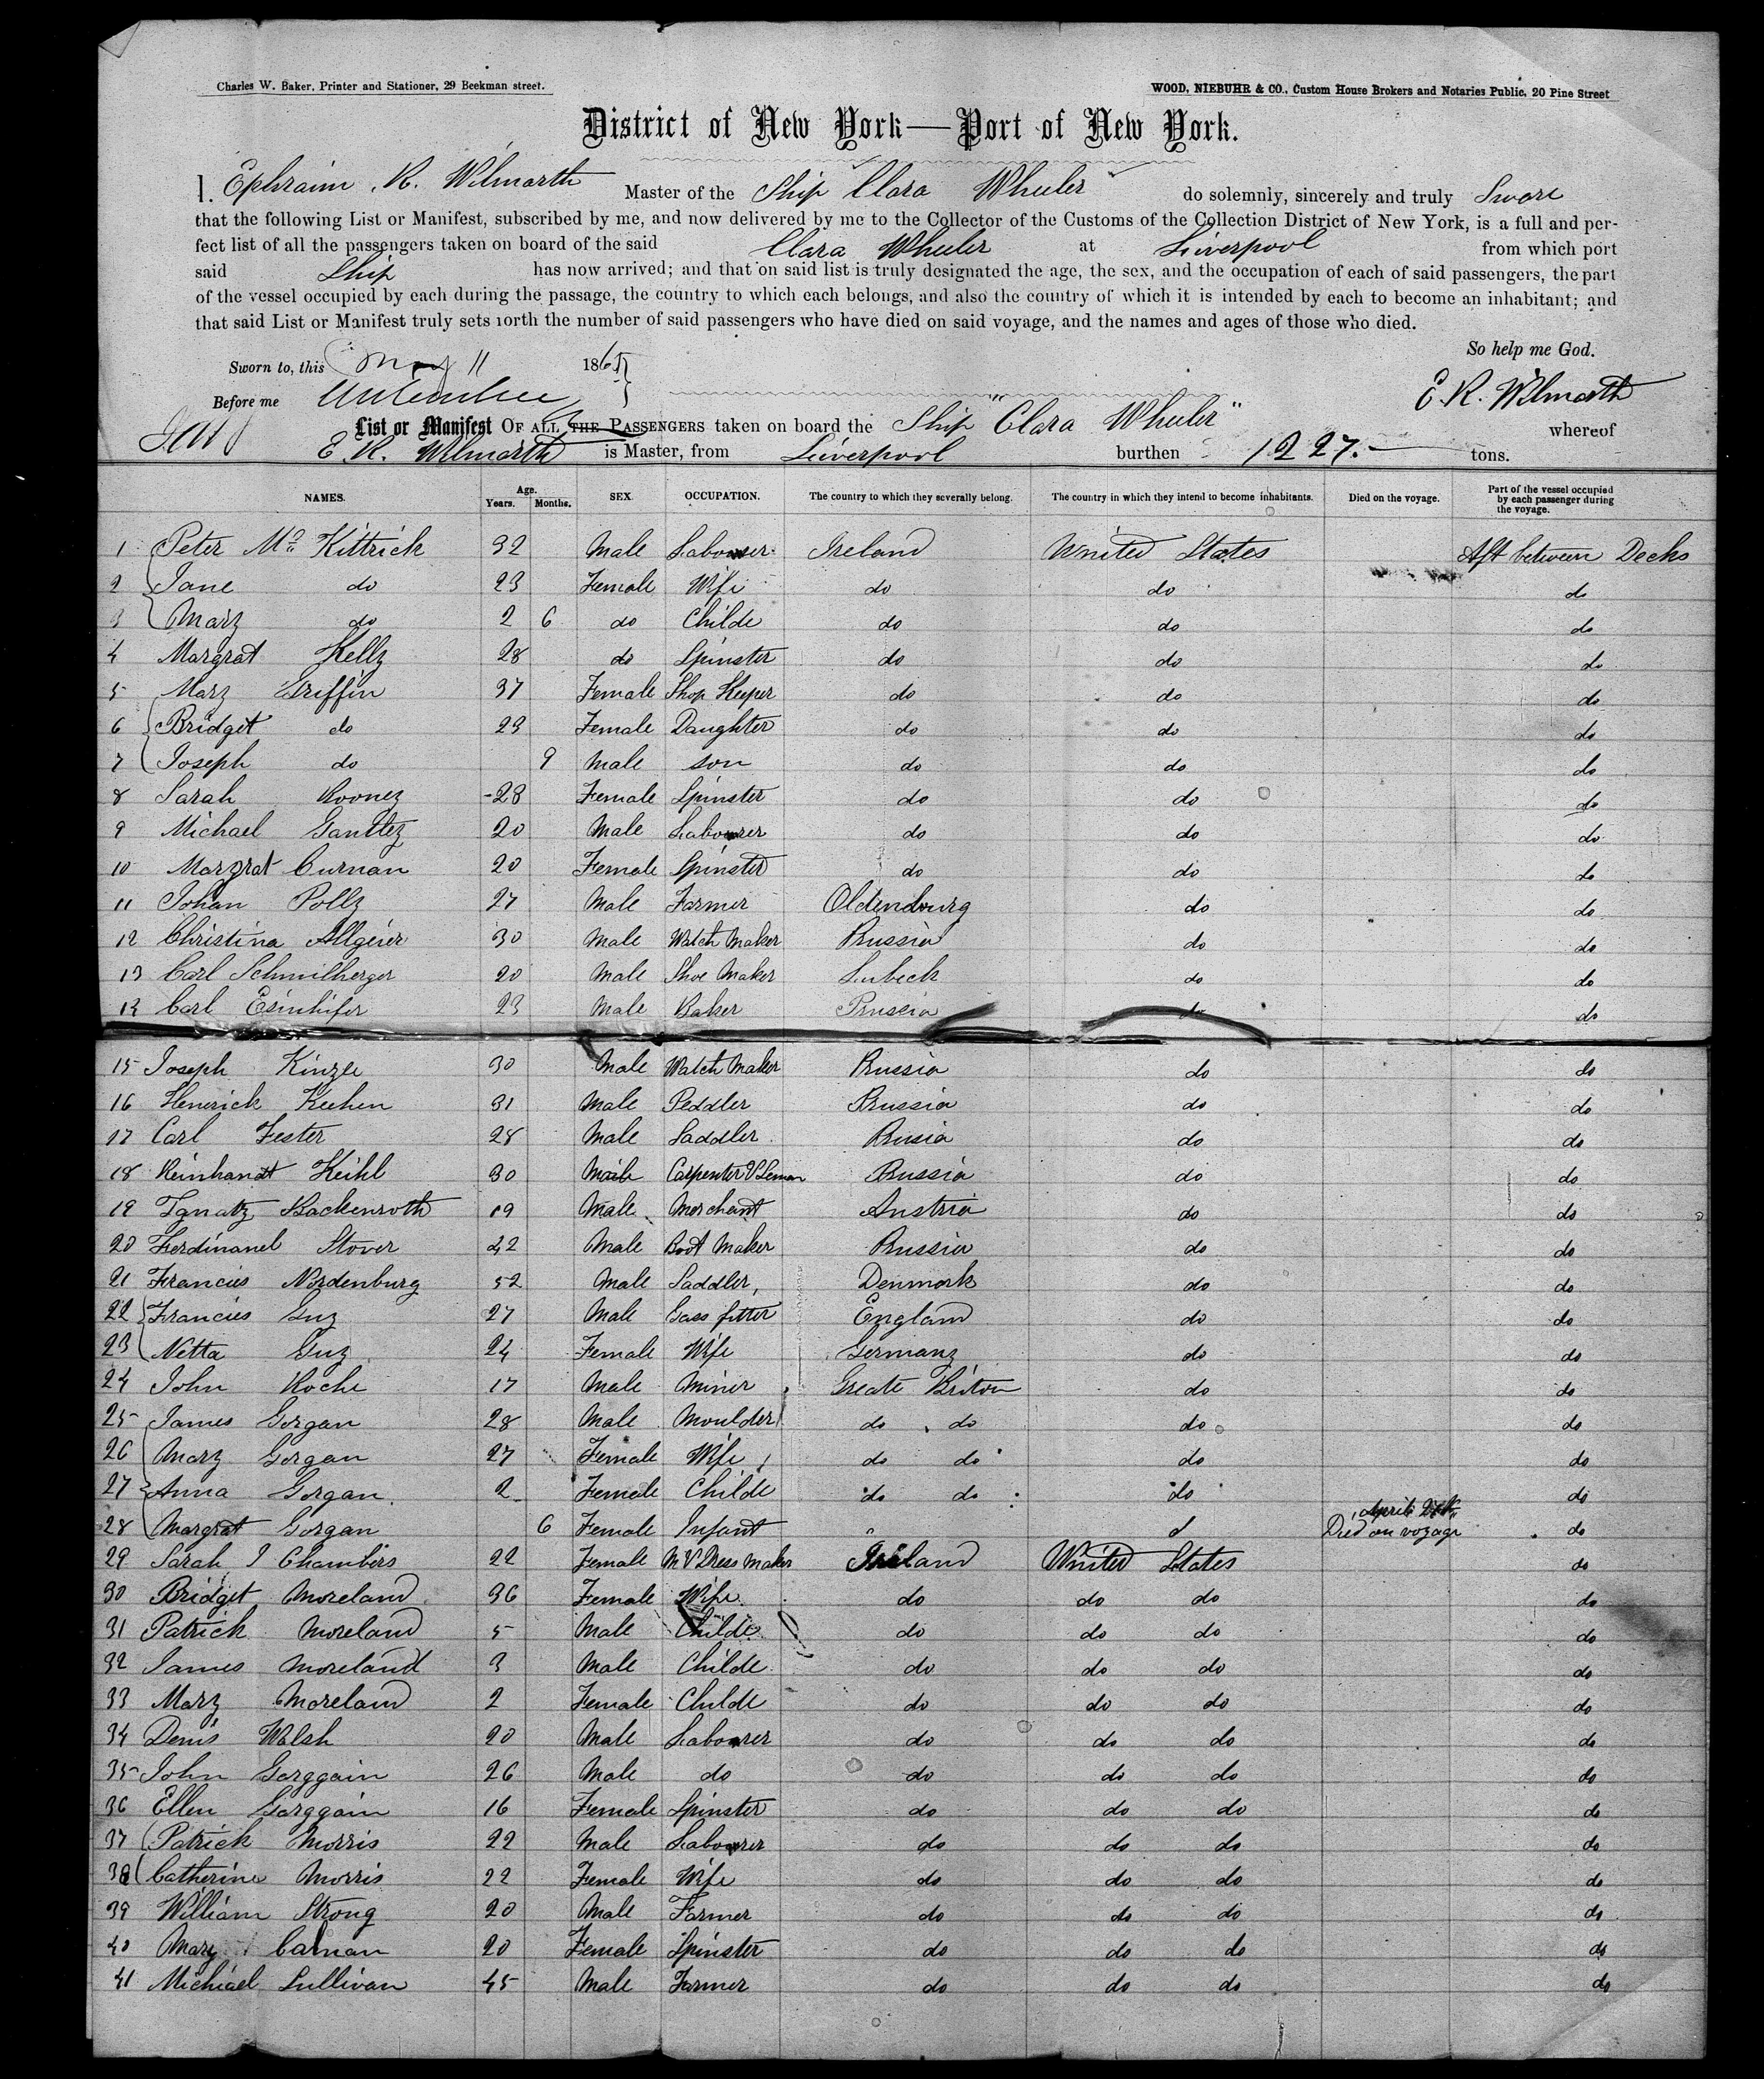 Charles W. Baker, Printer and Stationer, 29 Beekman street.
WOOD, NIEBUHR & CO., Custom House Brokers and Notaries Public, 20 Pine Street
District of New York—Port of New York.
I, Ephraim R. Wilmarth Master of the Ship Clara Wheeler do solemnly, sincerely and truly Swore
that the following List or Manifest, subscribed by me, and now delivered by me to the Collector of the Customs of the Collection District of New York, is a full and per-
fect list of all the passengers taken on board of the said Clara Wheeler at Liverpool from which port
said Ship has now arrived; and that on said list is truly designated the age, the sex, and the occupation of each of said passengers, the part
of the vessel occupied by each during the passage, the country to which each belongs, and also the country of which it is intended by each to become an inhabitant; and
that said List or Manifest truly sets forth the number of said passengers who have died on said voyage, and the names and ages of those who died.
So help me God.
Sworn to, this May 11 1865
Before me
E. R. Wilmarth
List or Manifest OF ALL THE PASSENGERS taken on board the Ship "Clara Wheeler" whereof
E. R. Wilmarth is Master, from Liverpool burthen 1227. tons.
NAMES. Age. Years. Months. SEX. OCCUPATION. The country to which they severally belong. The country in which they intend to become inhabitants. Died on the voyage. Part of the vessel occupied by each passenger during the voyage.
1 Peter Mc Kittrick 32 Male Labourer Ireland United States Aft between Decks
2 Jane do 23 Female Wife do do do
3 Mary do 2 6 do Childe do do do
4 Margrat Kelly 28 do Spinster do do do
5 Mary Griffin 37 Female Shop Keeper do do do
6 Bridget do 23 Female Daughter do do do
7 Joseph do 9 Male son do do do
8 Sarah Rooney 28 Female Spinster do do do
9 Michael Ganttey 20 Male Labourer do do do
10 Margrat Curnan 20 Female Spinster do do do
11 Johan Polly 27 Male Farmer Oldenburg do do
12 Christina Allgeier 30 Male Watch Maker Prussia do do
13 Carl Schmilherger 20 Male Shoe Maker Lubeck do do
14 Carl Esinhifer 23 Male Baker Prussia do do
15 Joseph Kinzle 30 Male Watch Maker Prussia do do
16 Henerick Keehen 31 Male Peddler Prussia do do
17 Carl Fester 28 Male Saddler Prusia do do
18 Reinhandt Keihl 30 Male Carpenter Prussia do do
19 Ignatz Backenroth 19 Male Merchant Austria do do
20 Ferdinanel Stover 42 Male Boot Maker Prussia do do
21 Francies Nordenburg 52 Male Saddler, Denmark do do
22 Francies Guy 27 Male Gass fitter England do do
23 Netta Guy 24 Female Wife Germany do do
24 John Roche 17 Male Miner Greate Briton do do
25 James Gorgan 28 Male Moulder do do do do
26 Mary Gorgan 27 Female Wife do do do do
27 Anna Gorgan 2 Female Childe do do do do
28 Margrat Gorgan 6 Female Infant " d April Died on voyage do
29 Sarah J Chambers 22 Female M V Dress Maker Ireland United States do
30 Bridget Moreland 36 Female Wife do do do do
31 Patrick Moreland 5 Male Childe do do do do
32 James Moreland 3 Male Childe do do do do
33 Mary Moreland 2 Female Childe do do do do
34 Denis Walsh 20 Male Labourer do do do do
35 John Gorggain 26 Male do do do do do
36 Ellen Gorggain 16 Female Spinster do do do do
37 Patrick Morris 22 Male Labourer do do do do
38 Catherine Morris 22 Female Wife do do do do
39 William Strong 20 Male Farmer do do do do
40 Mary Calnan 20 Female Spinster do do do do
41 Michiael Sullivan 45 Male Farmer do do do do